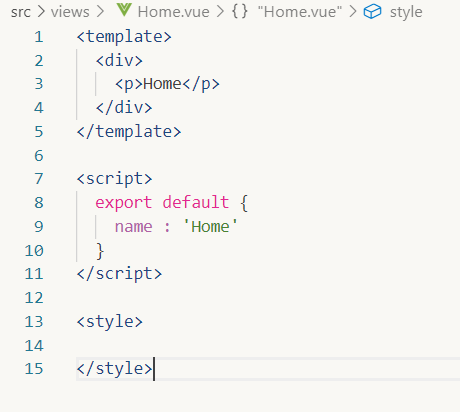 src > views > Home.vue > {} "Home.vue" > style
1 <template>
2   <div>
3     <p>Home</p>
4   </div>
5 </template>
6
7 <script>
8   export default {
9     name : 'Home'
10   }
11 </script>
12
13 <style>
14
15 </style>